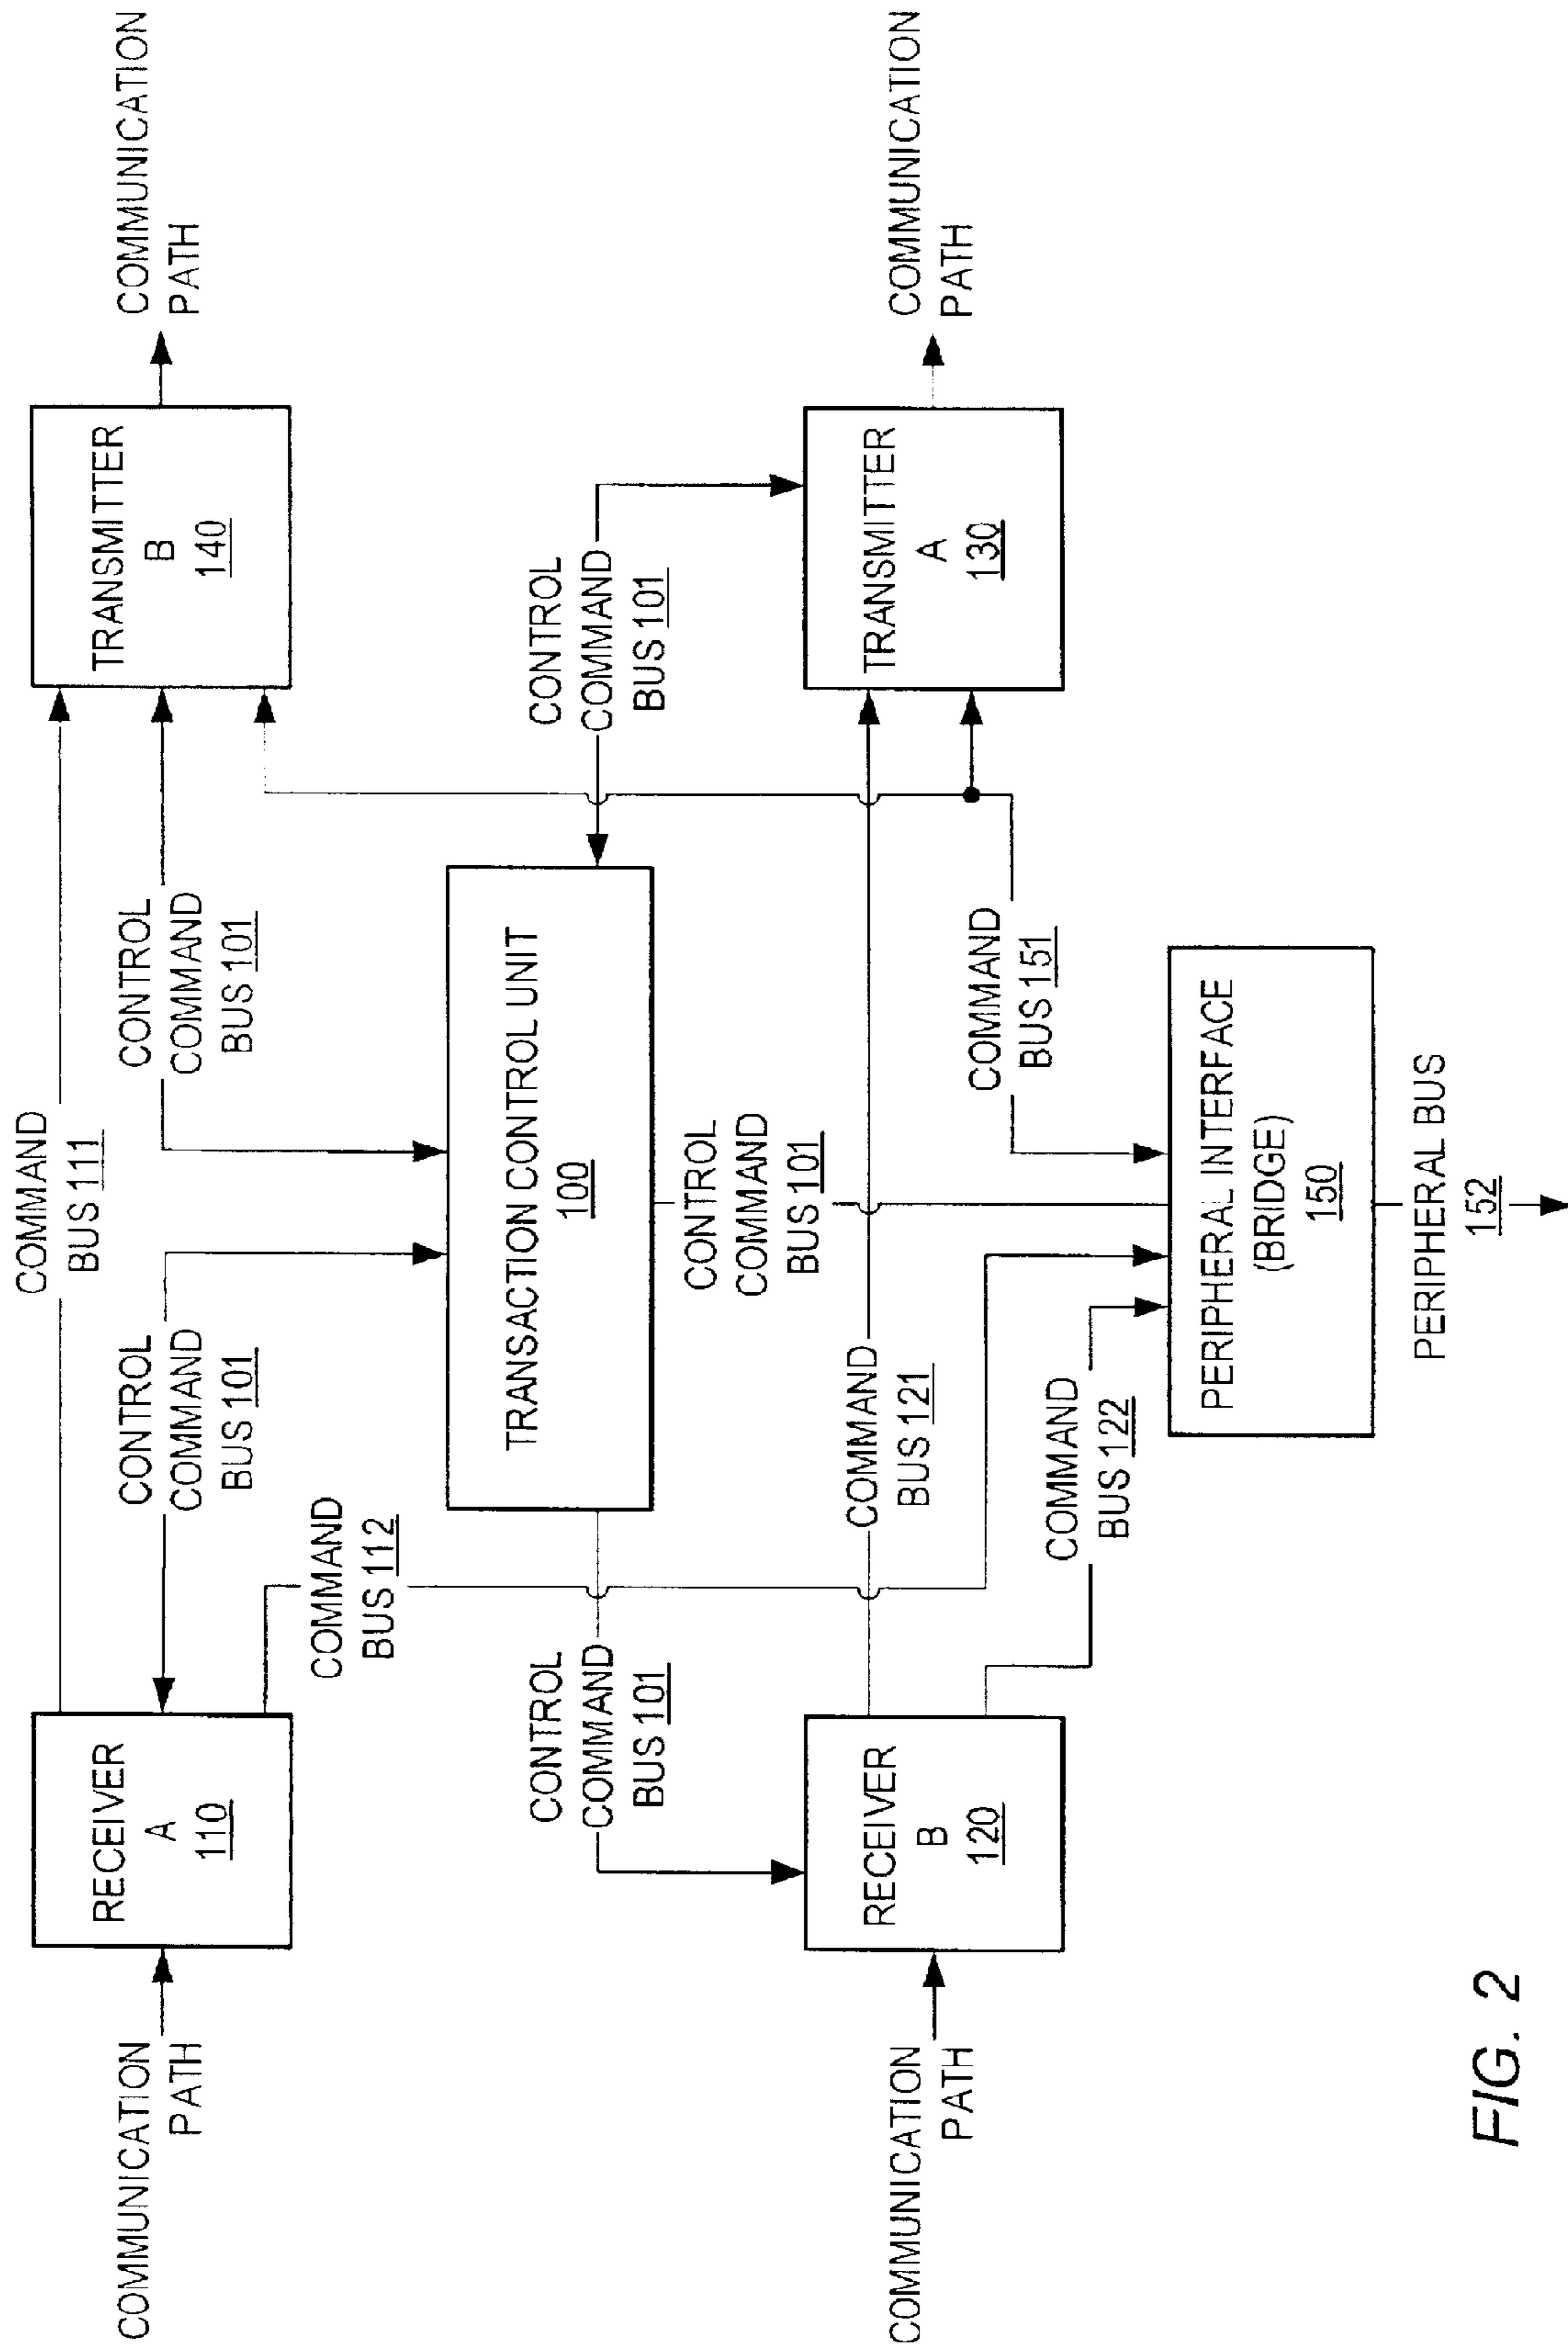 COMMAND
BUS 111
COMMUNICATION
PATH
RECEIVER
A
110
CONTROL
COMMAND
BUS 101
CONTROL
COMMAND
BUS 101
TRANSMITTER
B
140
COMMUNICATION
PATH
COMMAND
BUS 112
TRANSACTION CONTROL UNIT
100
CONTROL
COMMAND
BUS 101
CONTROL
COMMAND
BUS 101
CONTROL
COMMAND
BUS 101
COMMUNICATION
PATH
RECEIVER
B
120
COMMAND
BUS 121
TRANSMITTER
A
130
COMMUNICATION
PATH
COMMAND
BUS 122
COMMAND
BUS 151
PERIPHERAL INTERFACE
(BRIDGE)
150
PERIPHERAL BUS
152
FIG. 2